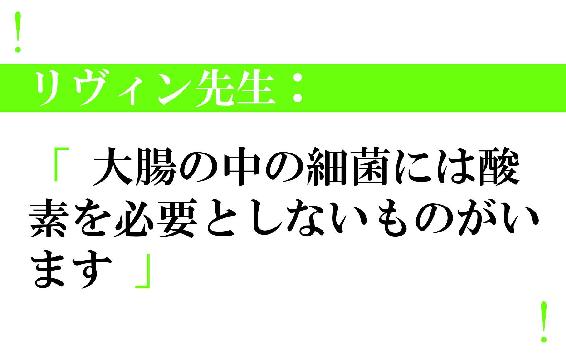 !
リヴィン先生：
「 大腸の中の細菌には酸
素を必要としないものがい
ます 」
!